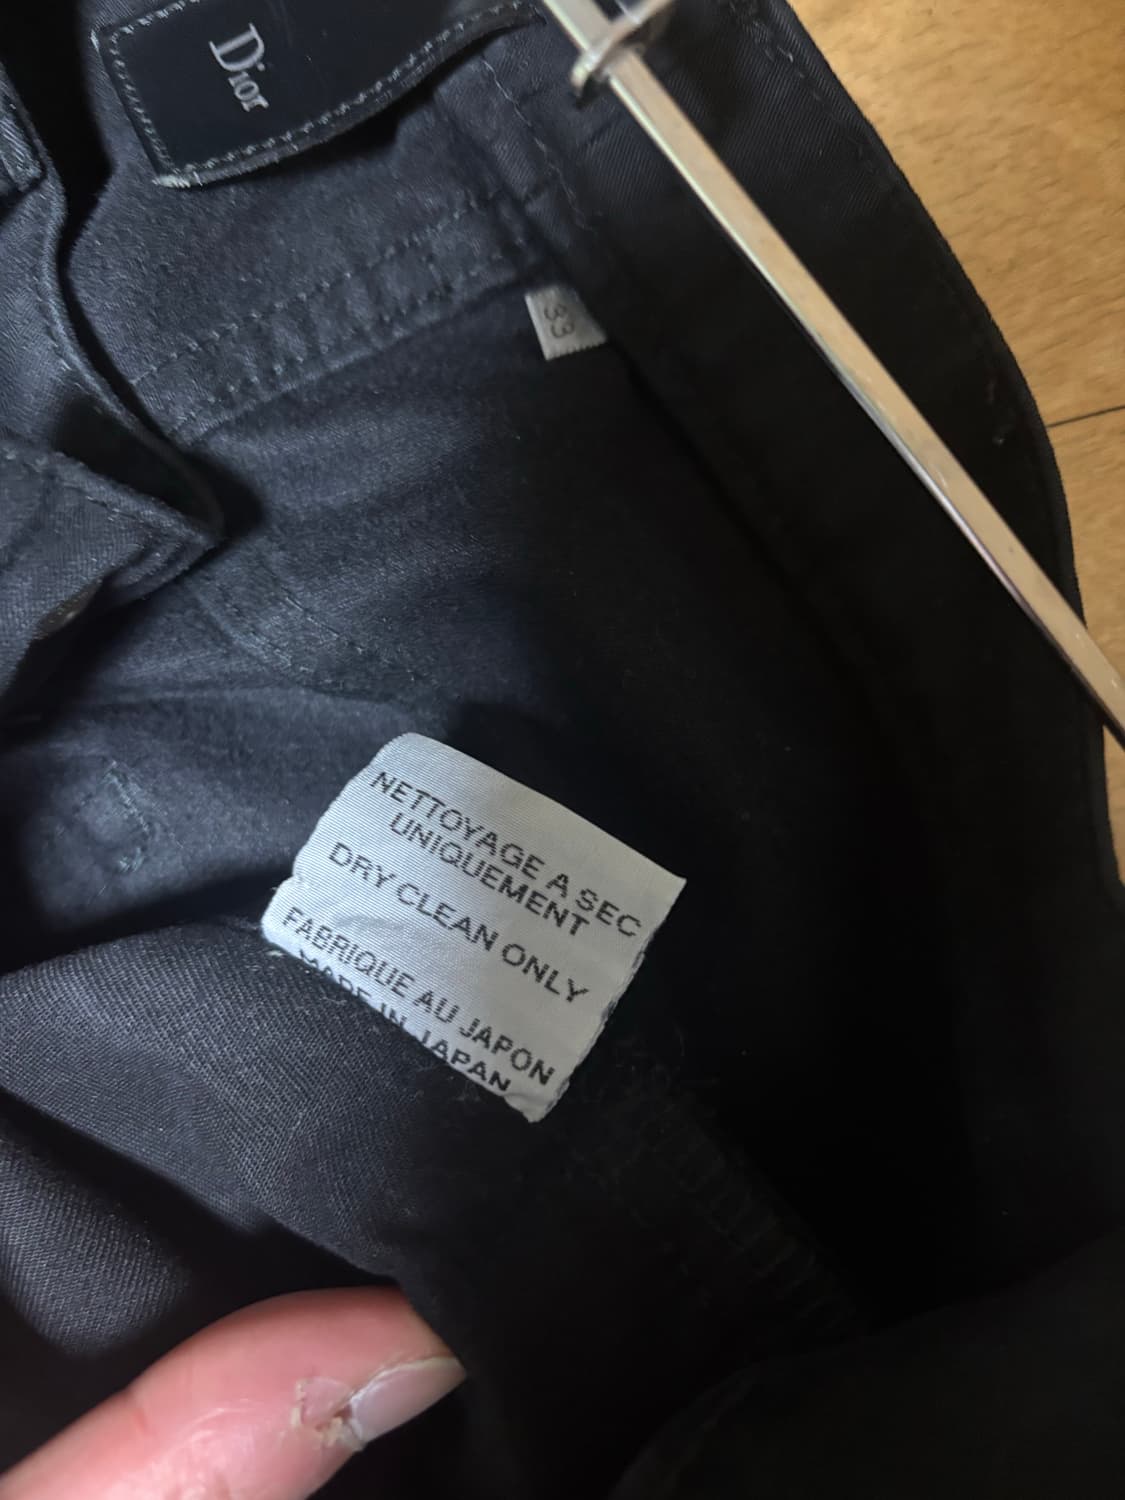 Dior
33
NETTOYAGE A SEC
UNIQUEMENT
DRY CLEAN ONLY
FABRIQUE AU JAPON
MADE IN JAPAN